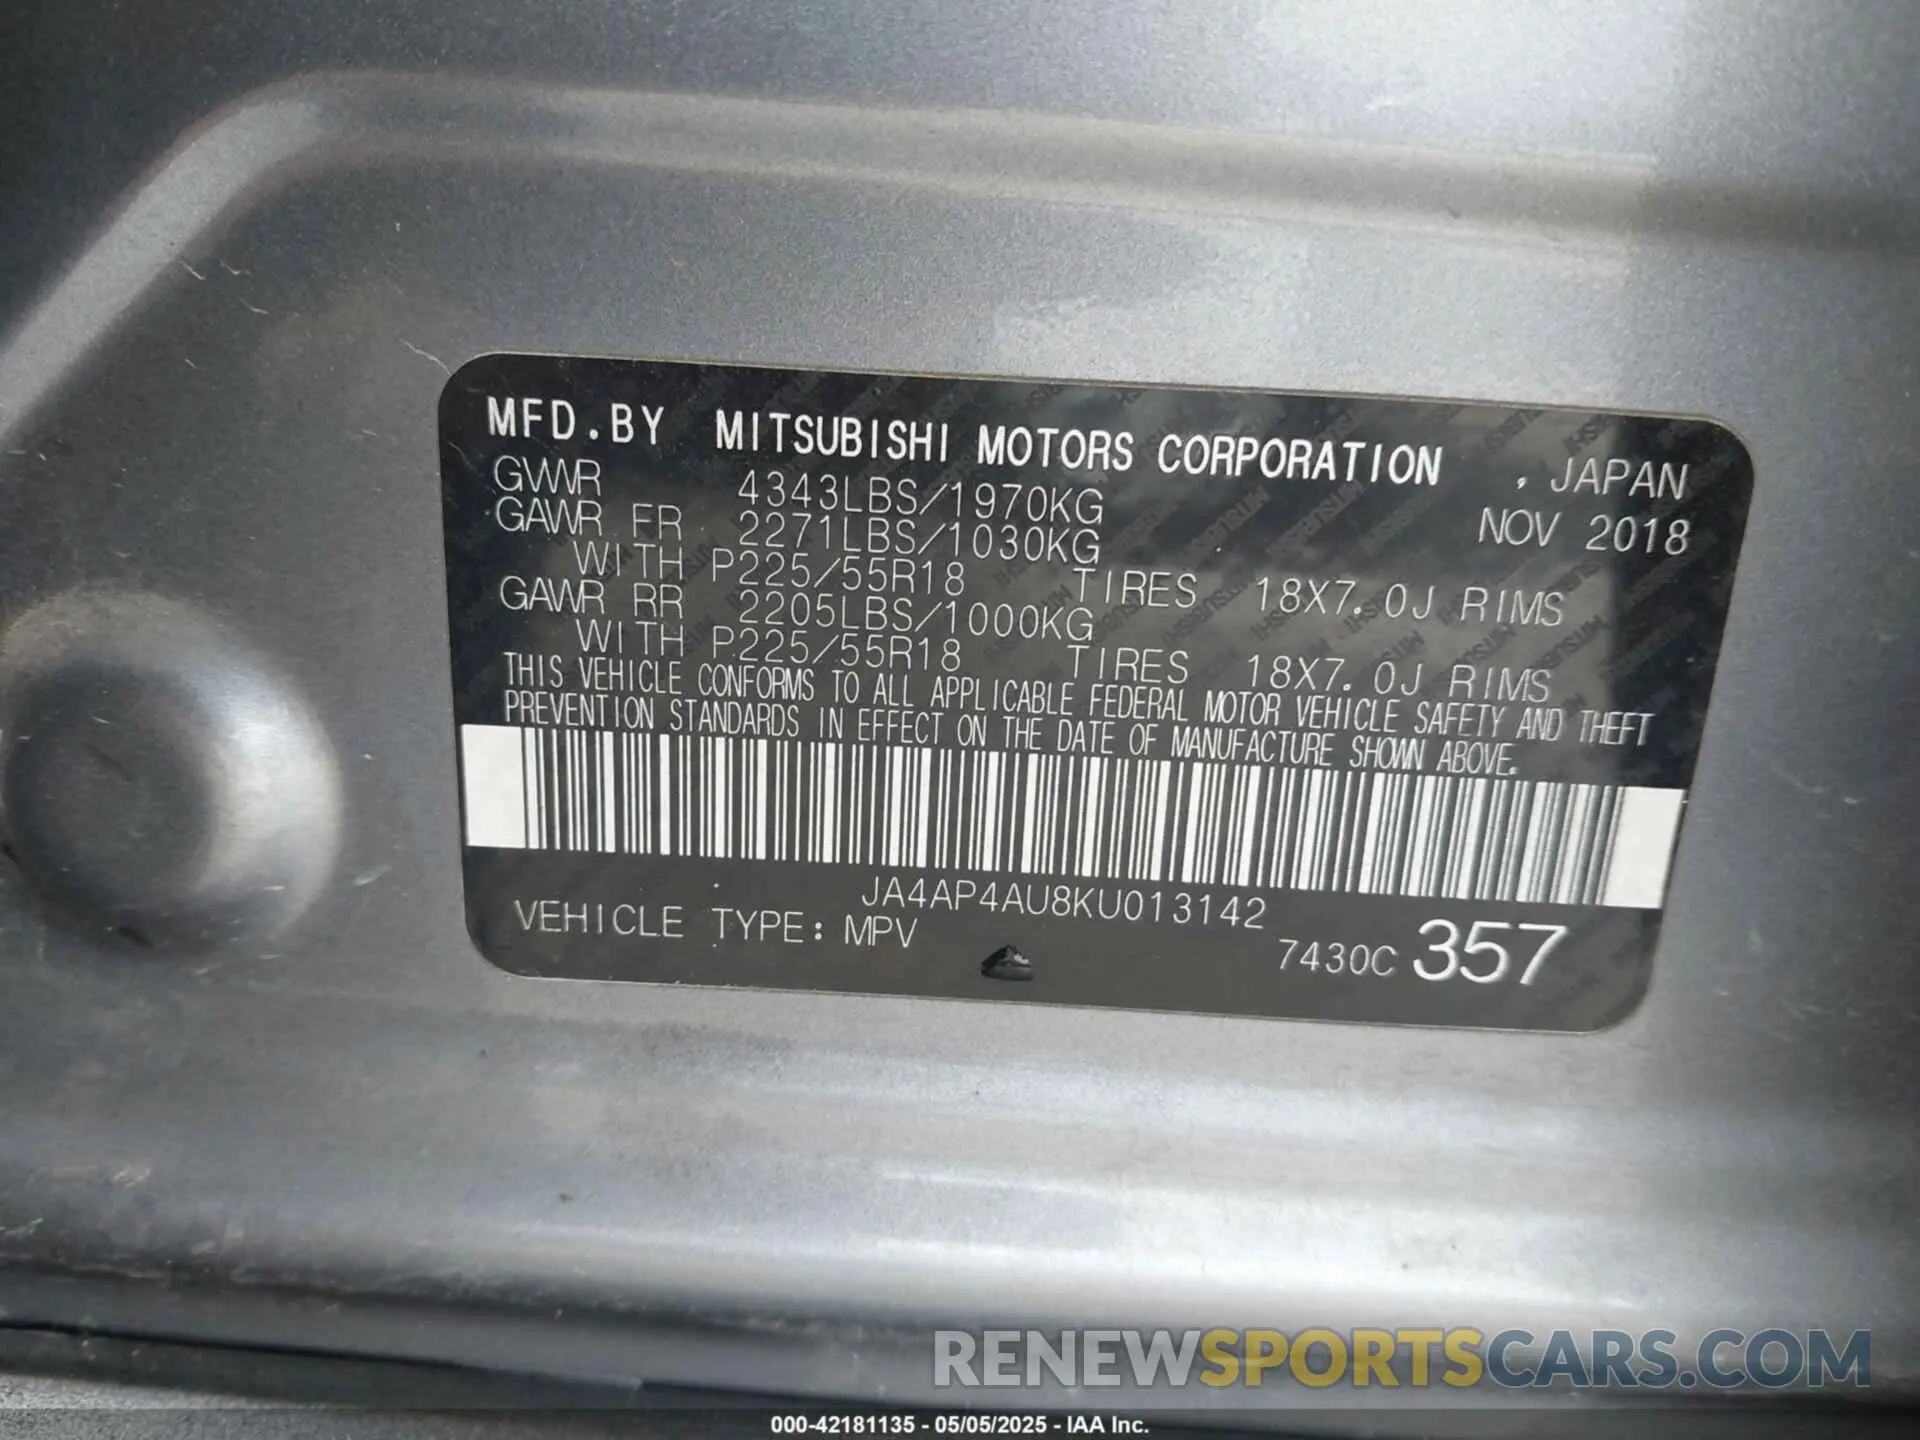 MFD.BY MITSUBISHI MOTORS CORPORATION , JAPAN
GVWR 4343LBS/1970KG NOV 2018
GAWR FR 2271LBS/1030KG
WITH P225/55R18 TIRES 18X7.0J RIMS
GAWR RR 2205LBS/1000KG
WITH P225/55R18 TIRES 18X7.0J RIMS
THIS VEHICLE CONFORMS TO ALL APPLICABLE FEDERAL MOTOR VEHICLE SAFETY AND THEFT
PREVENTION STANDARDS IN EFFECT ON THE DATE OF MANUFACTURE SHOWN ABOVE.
JA4AP4AU8KU013142
VEHICLE TYPE: MPV 7430C 357
RENEWSPORTSCARS.COM
000-42181135 - 05/05/2025 - IAA Inc.